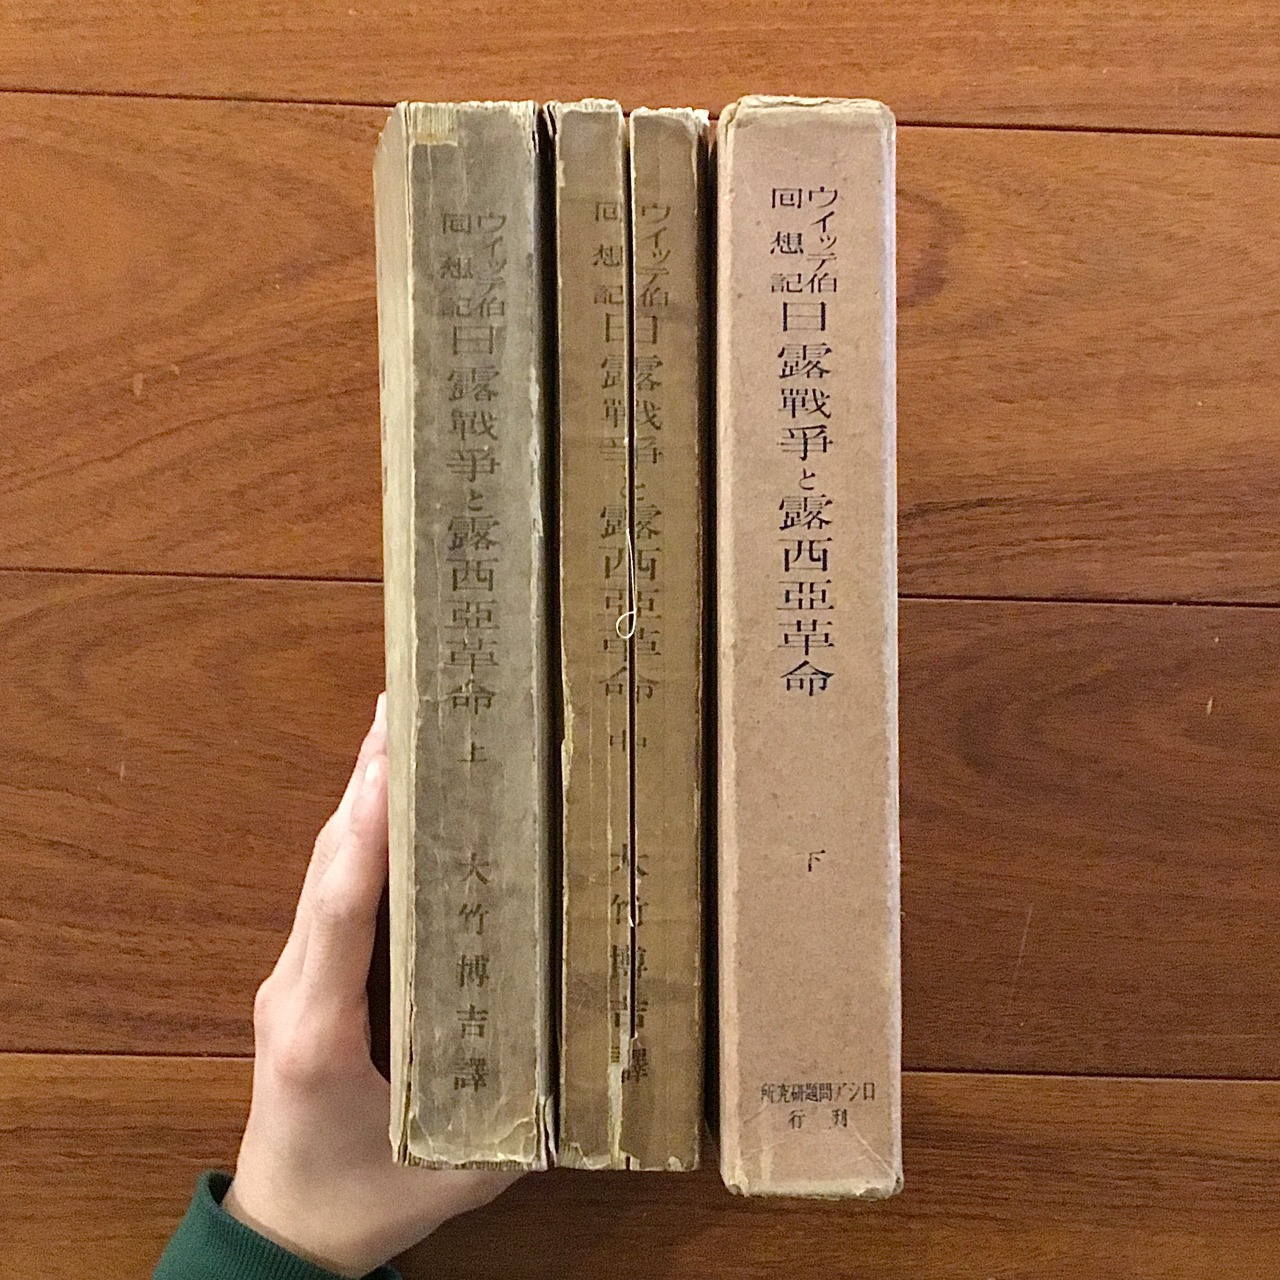 ウイッテ伯
回想記
日露戰爭と露西亞革命
上
大竹博吉譯
ウイッテ伯
回想記
日露戰爭と露西亞革命
中
大竹博吉譯
ウイッテ伯
回想記
日露戰爭と露西亞革命
下
所究研題問アシロ
行刊